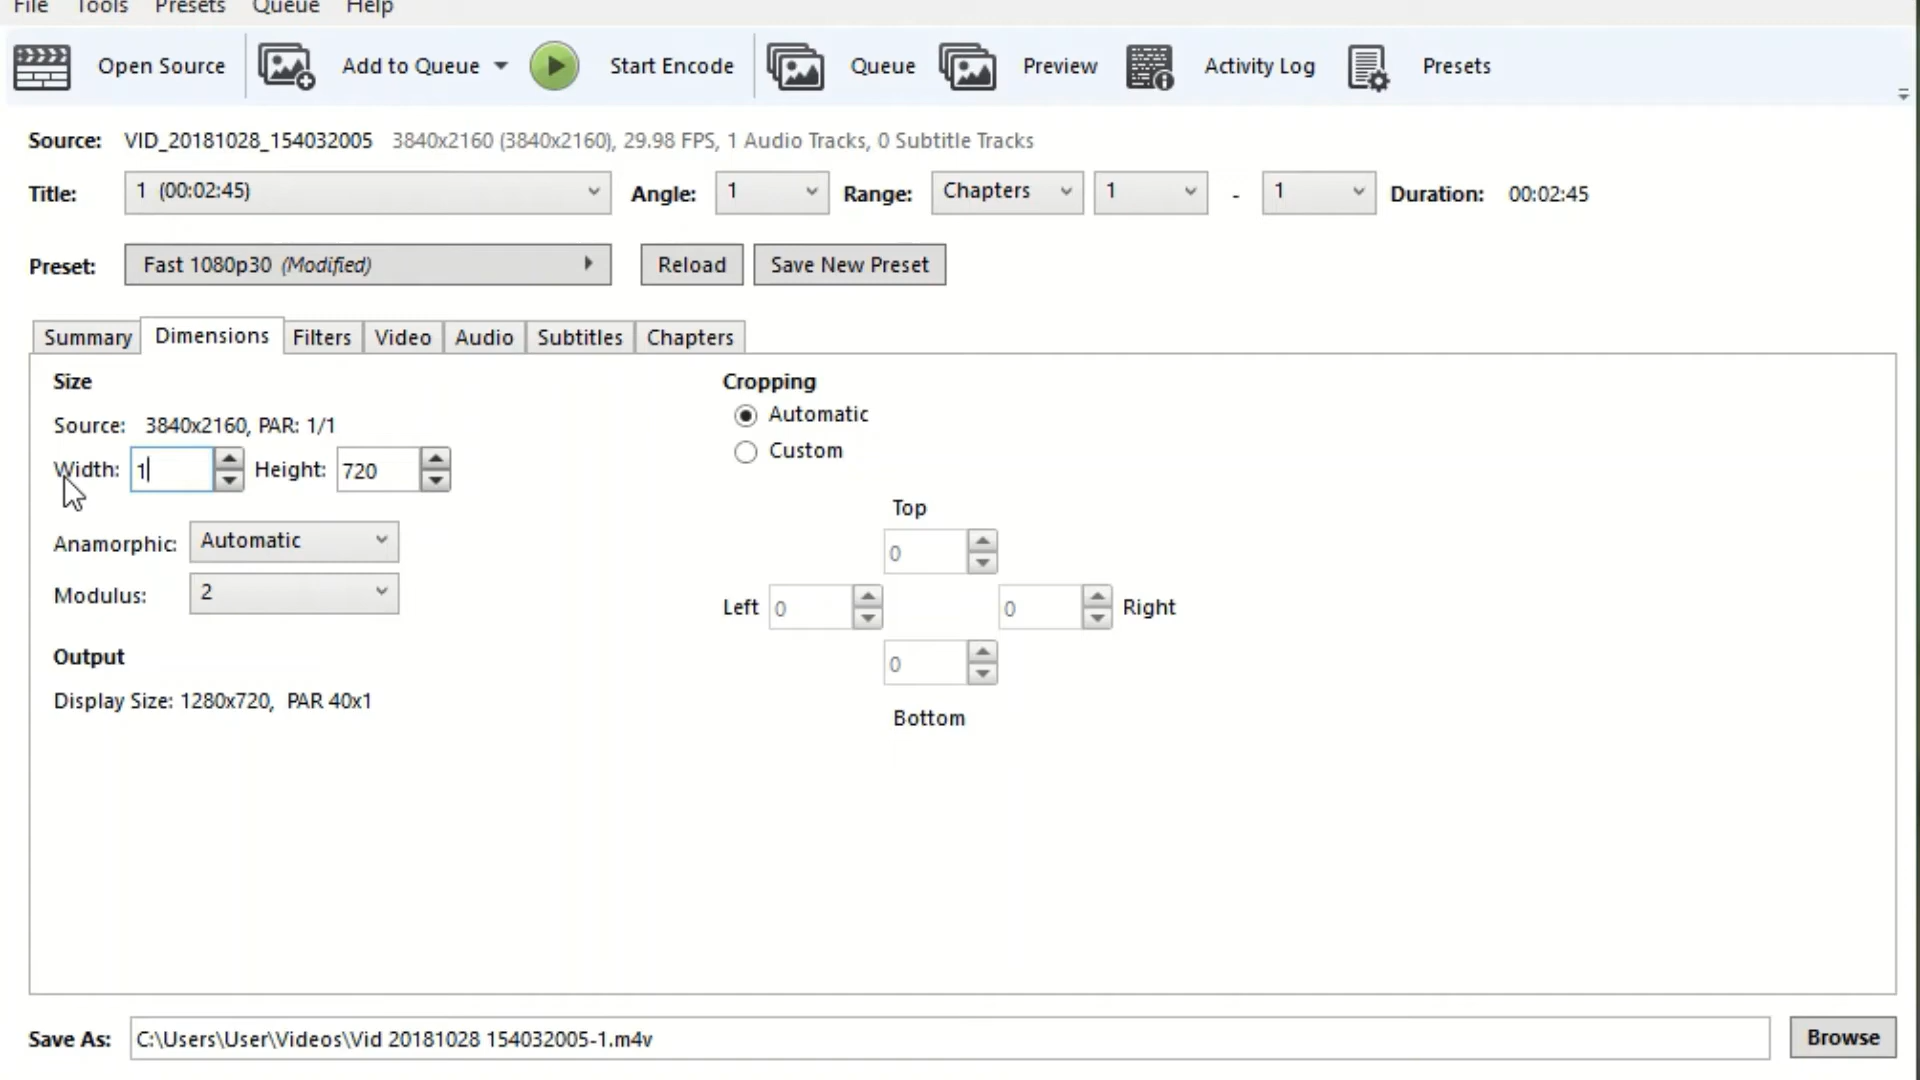 File Tools Presets Queue Help
Open Source Add to Queue Start Encode Queue Preview Activity Log Presets
Source: VID_20181028_154032005 3840x2160 (3840x2160), 29.98 FPS, 1 Audio Tracks, 0 Subtitle Tracks
Title: 1 (00:02:45) Angle: 1 Range: Chapters 1 - 1 Duration: 00:02:45
Preset: Fast 1080p30 (Modified) Reload Save New Preset
Summary Dimensions Filters Video Audio Subtitles Chapters
Size
Source: 3840x2160, PAR: 1/1
Width: 1 Height: 720
Anamorphic: Automatic
Modulus: 2
Output
Display Size: 1280x720, PAR 40x1
Cropping
Automatic
Custom
Top
0
Left 0 0 Right
0
Bottom
Save As: C:\Users\User\Videos\Vid 20181028 154032005-1.m4v Browse